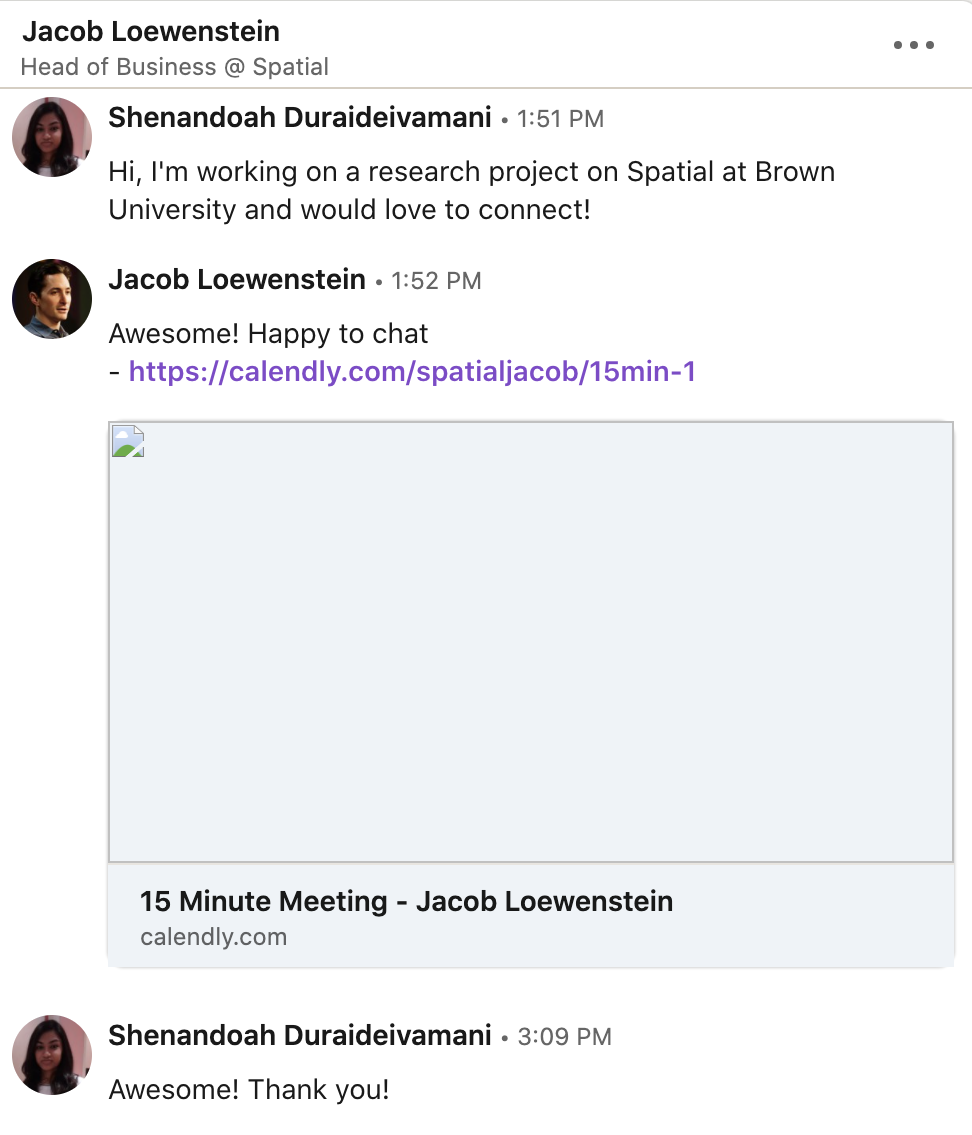 Jacob Loewenstein
Head of Business @ Spatial
Shenandoah Duraideivamani • 1:51 PM
Hi, I'm working on a research project on Spatial at Brown
University and would love to connect!
Jacob Loewenstein • 1:52 PM
Awesome! Happy to chat
- https://calendly.com/spatialjacob/15min-1
15 Minute Meeting - Jacob Loewenstein
calendly.com
Shenandoah Duraideivamani • 3:09 PM
Awesome! Thank you!